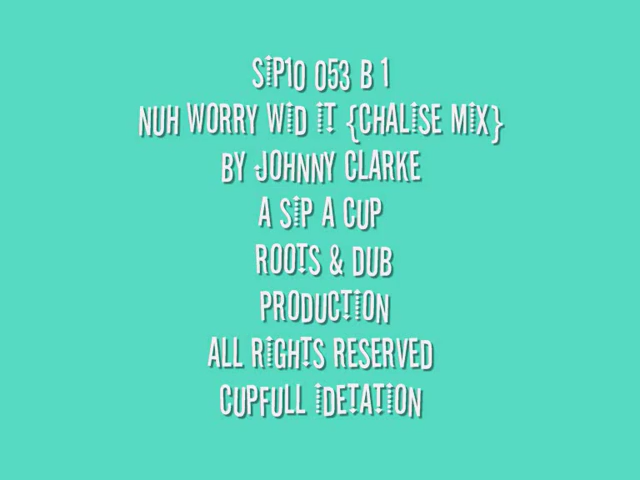 SIP10 053 B 1
NUH WORRY WID IT {CHALISE MIX}
BY JOHNNY CLARKE
A SIP A CUP
ROOTS & DUB
PRODUCTION
ALL RIGHTS RESERVED
CUPFULL IDETATION